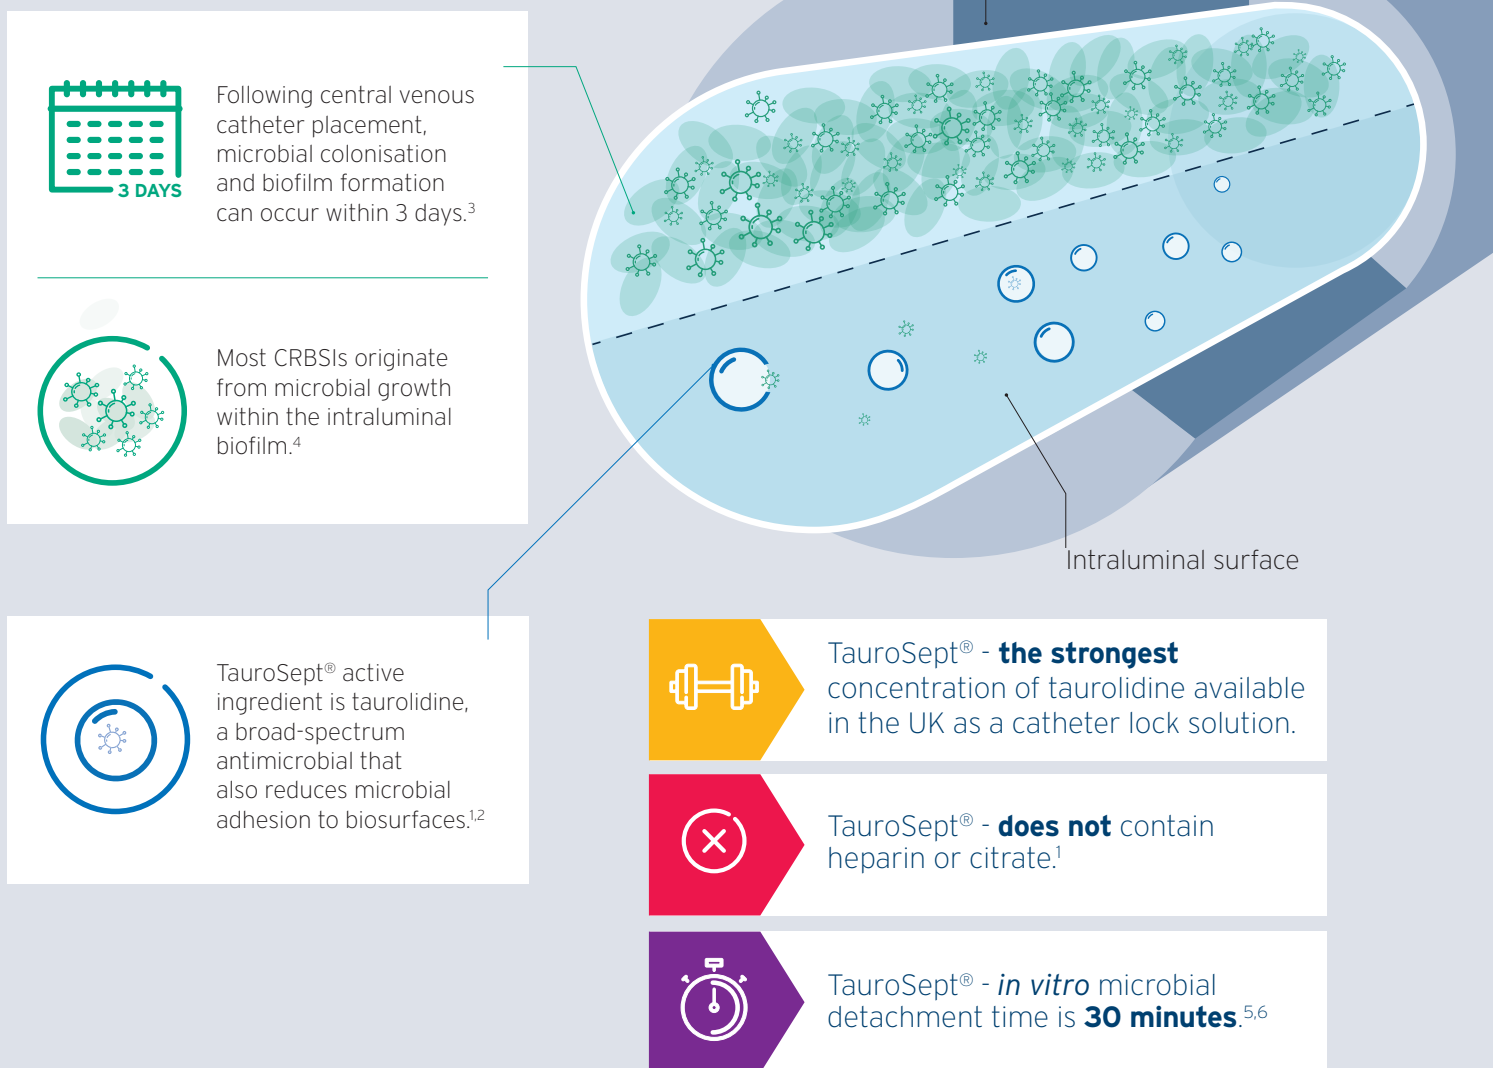 Following central venous
catheter placement,
microbial colonisation
and biofilm formation
can occur within 3 days.³
3 DAYS
Most CRBSIs originate
from microbial growth
within the intraluminal
biofilm.⁴
Intraluminal surface
TauroSept® active
ingredient is taurolidine,
a broad-spectrum
antimicrobial that
also reduces microbial
adhesion to biosurfaces.¹,²
TauroSept® - the strongest
concentration of taurolidine available
in the UK as a catheter lock solution.
TauroSept® - does not contain
heparin or citrate.¹
TauroSept® - in vitro microbial
detachment time is 30 minutes.⁵,⁶